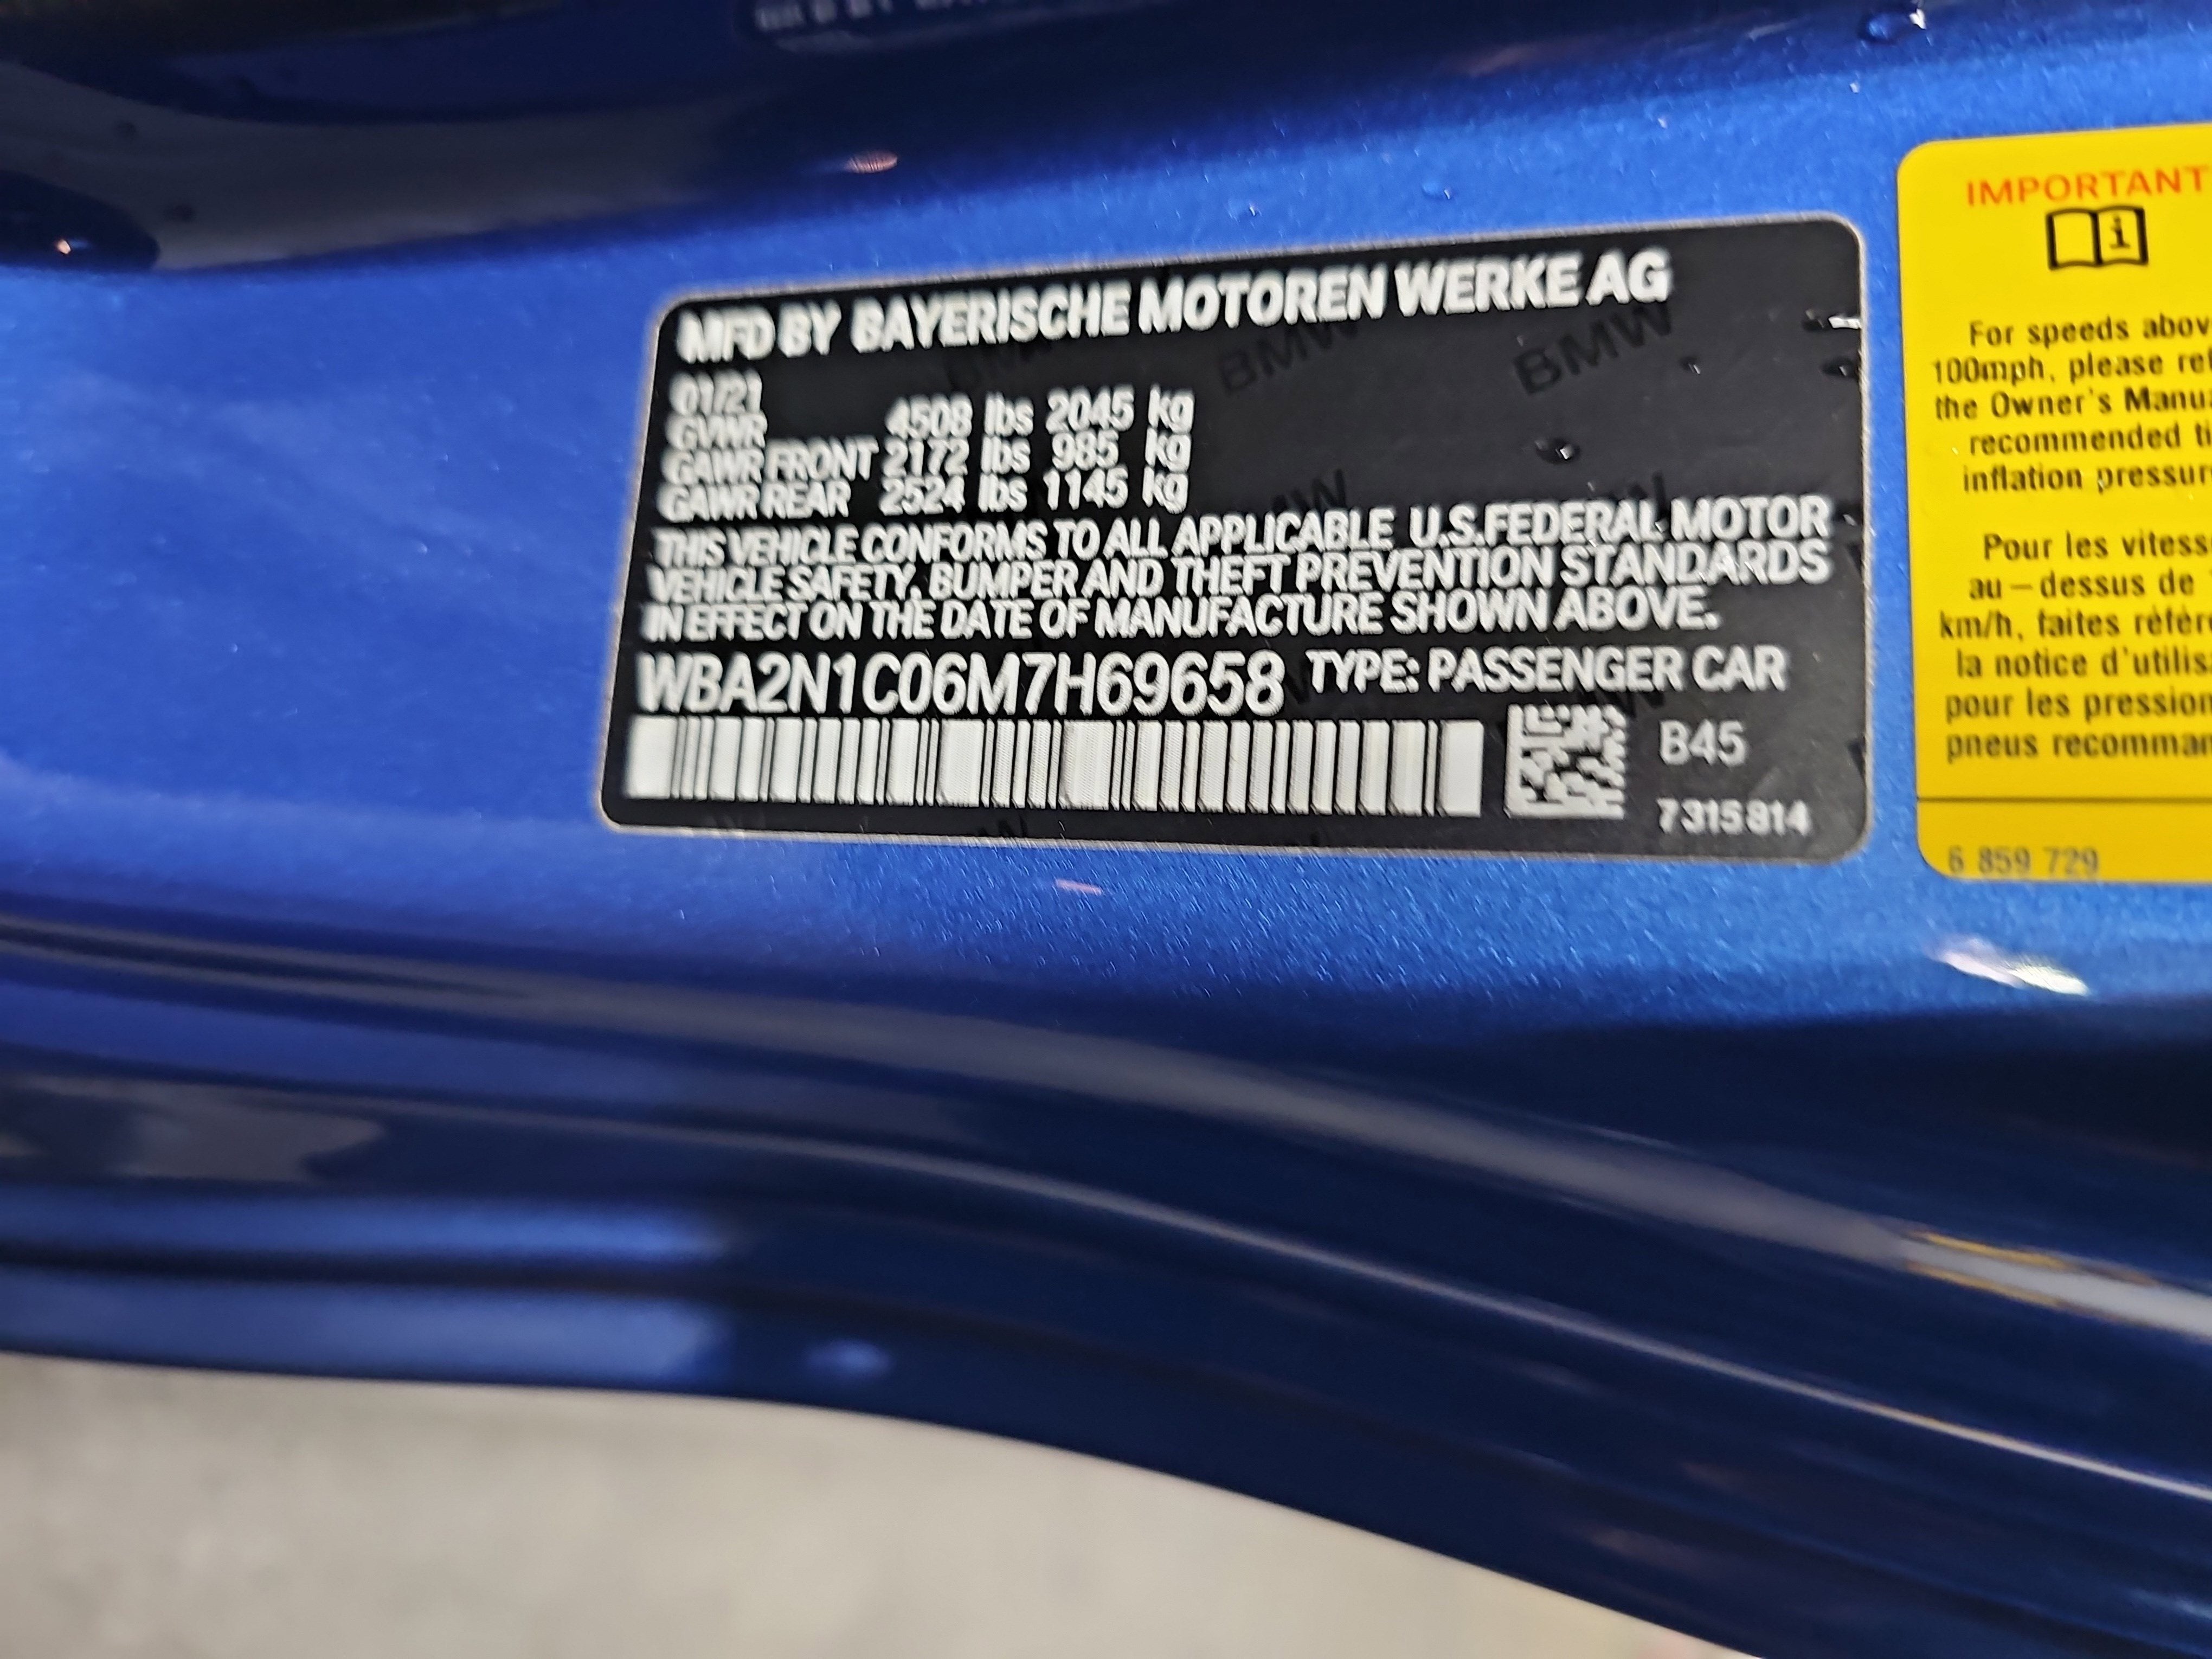 MFD BY BAYERISCHE MOTOREN WERKE AG
01/21
GVWR 4508 lbs 2045 kg
GAWR FRONT 2172 lbs 985 kg
GAWR REAR 2524 lbs 1145 kg
THIS VEHICLE CONFORMS TO ALL APPLICABLE U.S.FEDERAL MOTOR
VEHICLE SAFETY, BUMPER AND THEFT PREVENTION STANDARDS
IN EFFECT ON THE DATE OF MANUFACTURE SHOWN ABOVE.
WBA2N1C06M7H69658 TYPE: PASSENGER CAR
B45
7315814
IMPORTANT
For speeds abov
100mph, please re
the Owner's Manu
recommended ti
inflation pressur
Pour les vitess
au-dessus de
km/h, faites référ
la notice d'utilis
pour les pression
pneus recomma
6 859 729